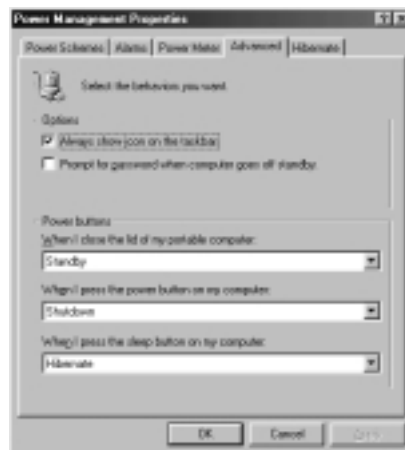 Power Management Properties
Power Schemes Alarms Power Meter Advanced Hibernate
Select the behaviors you want.
Options
Always show icon on the taskbar.
Prompt for password when computer goes off standby.
Power buttons
When I close the lid of my portable computer:
Standby
When I press the power button on my computer:
Shutdown
When I press the sleep button on my computer:
Hibernate
OK Cancel Apply